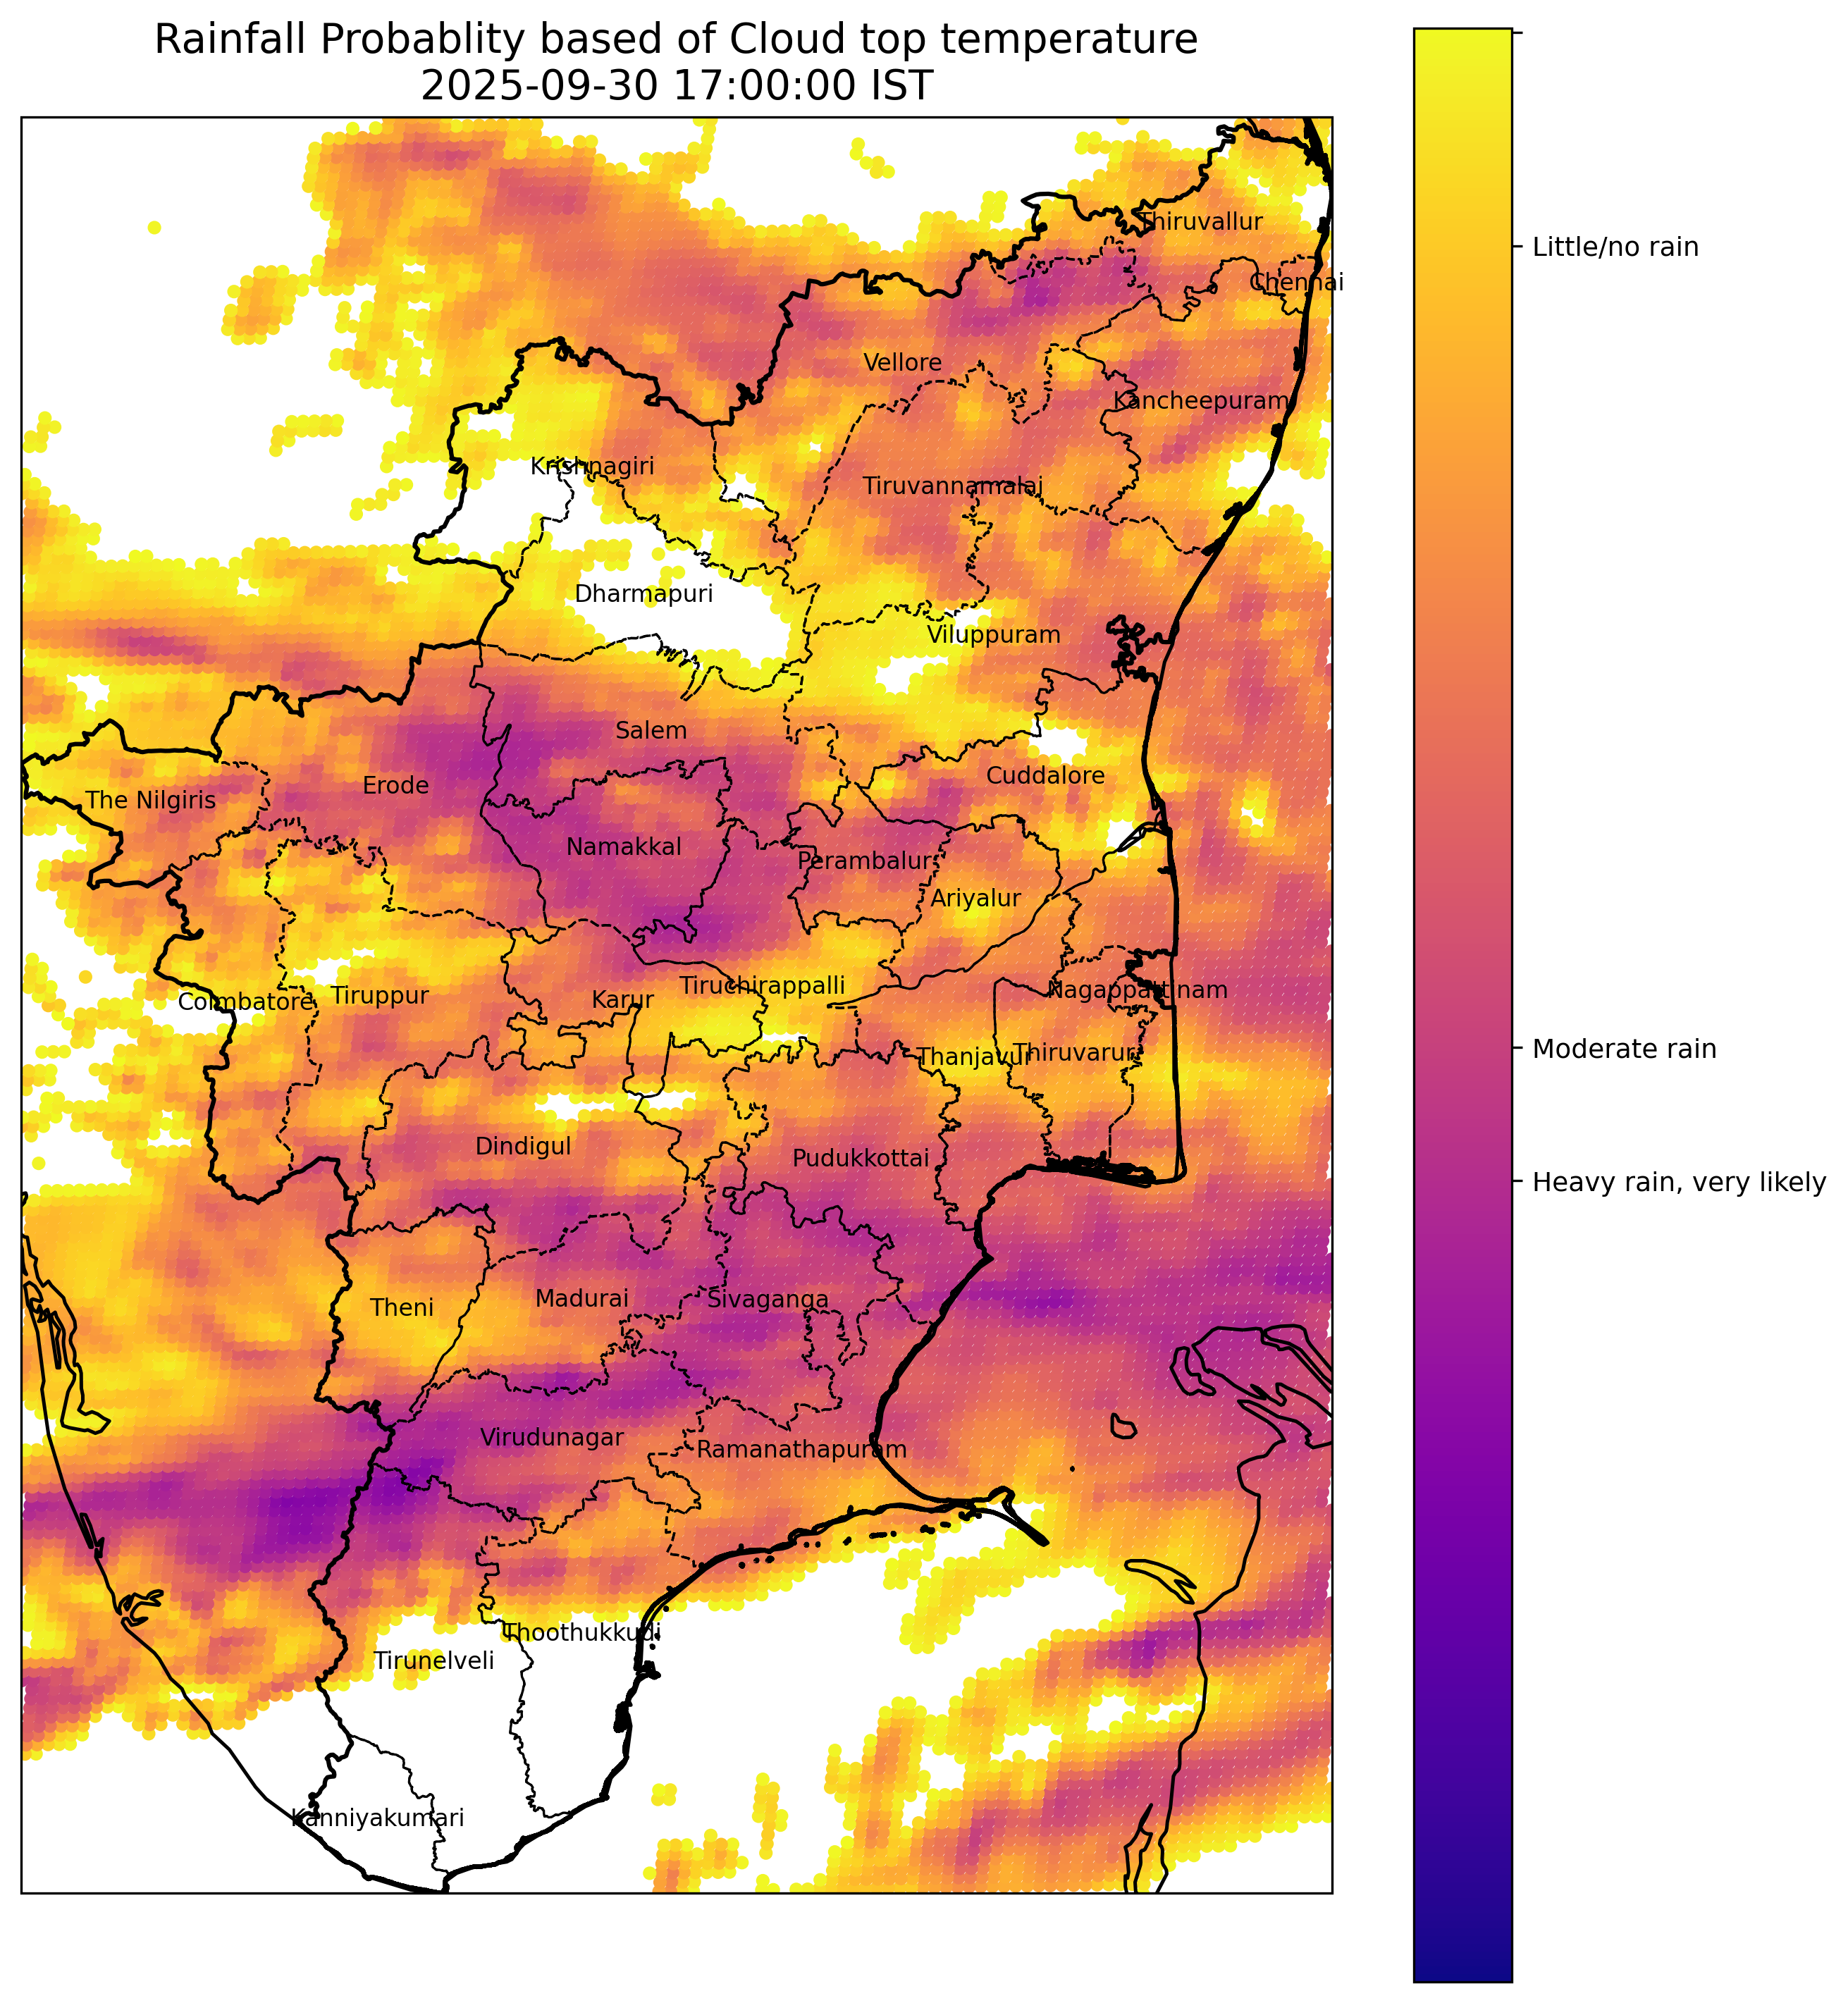 Rainfall Probablity based of Cloud top temperature
2025-09-30 17:00:00 IST
Thiruvallur
Little/no rain
Chennai
Vellore
Kancheepuram
Krishnagiri
Tiruvannamalai
Dharmapuri
Viluppuram
Salem
Cuddalore
Erode
The Nilgiris
Namakkal
Perambalur
Ariyalur
Tiruchirappalli
Nagappattinam
Tiruppur
Karur
Coimbatore
Moderate rain
Thiruvarur
Thanjavur
Dindigul
Pudukkottai
Heavy rain, very likely
Madurai
Sivaganga
Theni
Virudunagar
Ramanathapuram
Thoothukkudi
Tirunelveli
Kanniyakumari